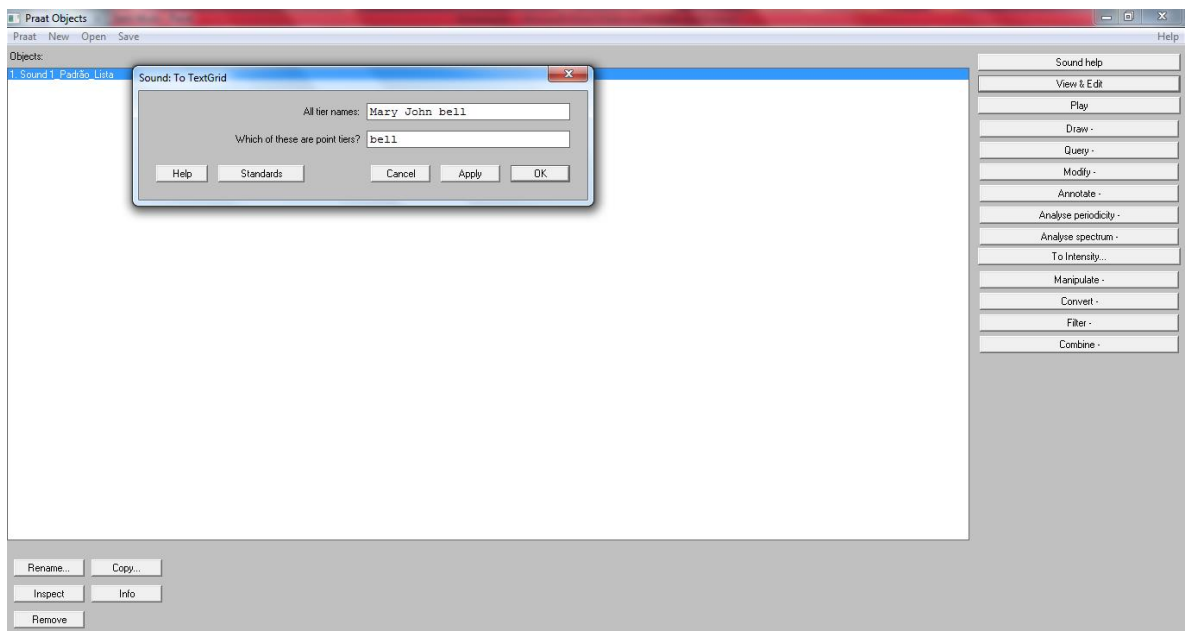 Praat Objects
Praat New Open Save Help
Objects:
1. Sound 1_Padrão_Lista
Sound: To TextGrid
All tier names: Mary John bell
Which of these are point tiers? bell
Help Standards Cancel Apply OK
Sound help
View & Edit
Play
Draw -
Query -
Modify -
Annotate -
Analyse periodicity -
Analyse spectrum -
To Intensity...
Manipulate -
Convert -
Filter -
Combine -
Rename... Copy...
Inspect Info
Remove